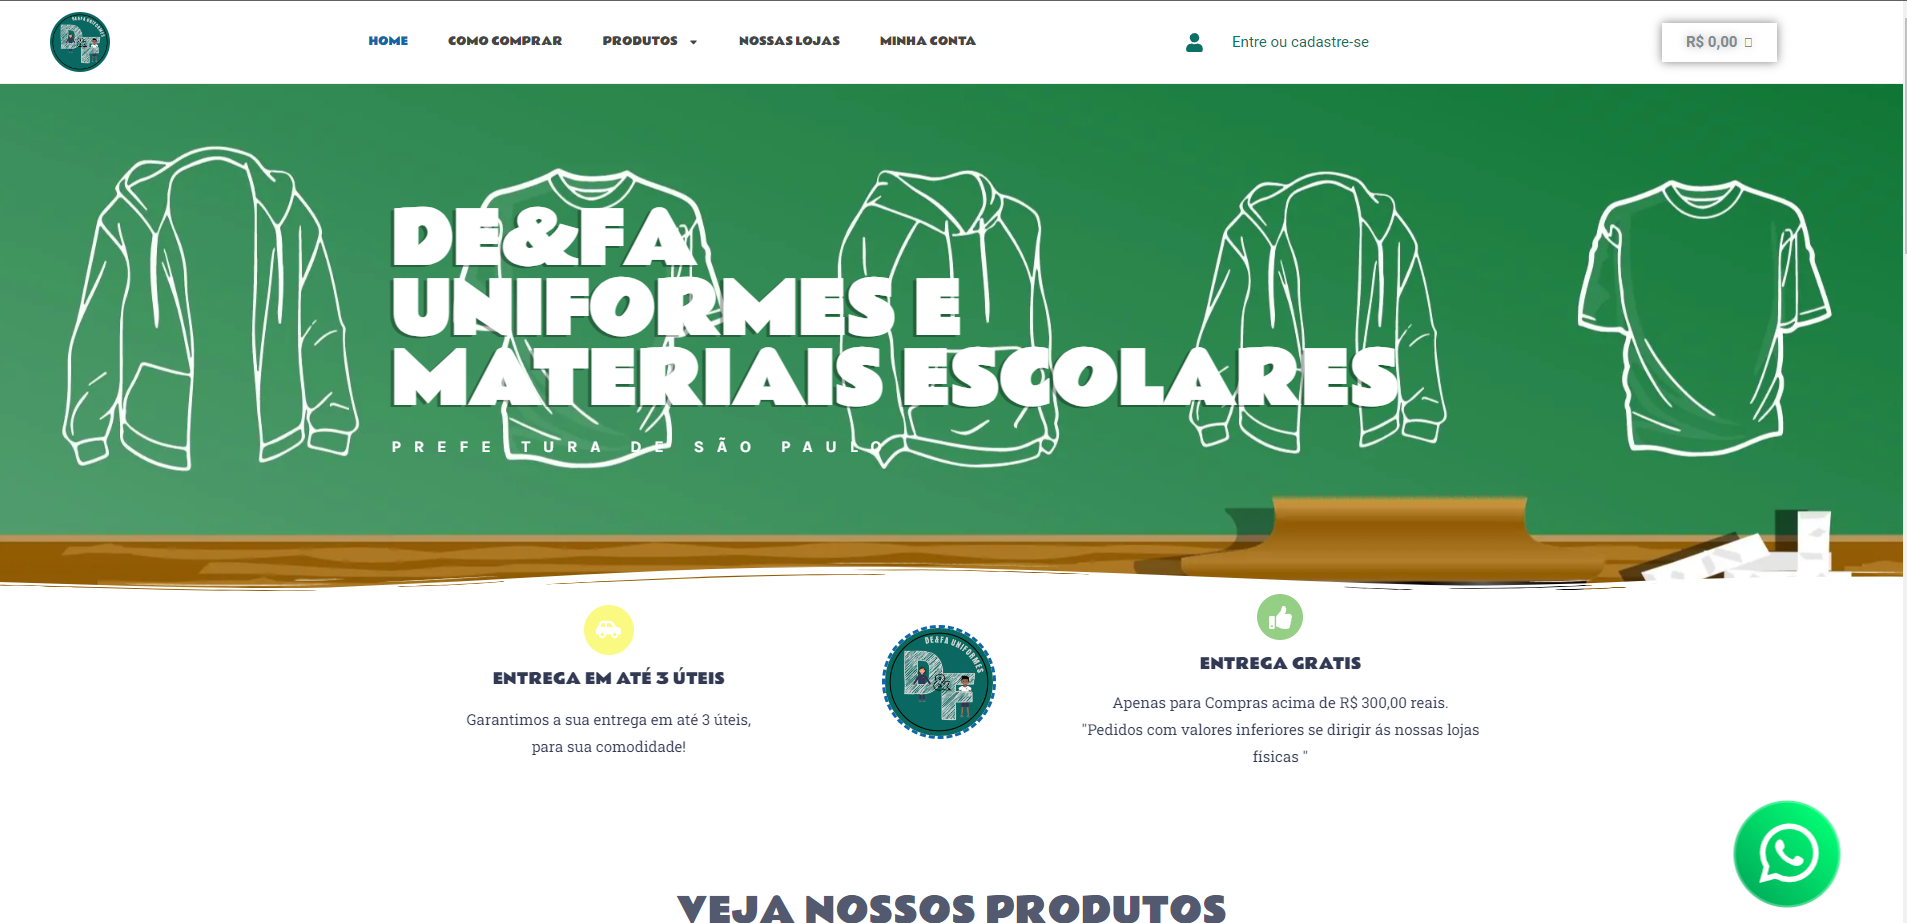 DE&FA UNIFORMES
D&F
HOME
COMO COMPRAR
PRODUTOS
NOSSAS LOJAS
MINHA CONTA
Entre ou cadastre-se
R$ 0,00
DE&FA
UNIFORMES E
MATERIAIS ESCOLARES
PREFEITURA DE SÃO PAULO
ENTREGA EM ATÉ 3 ÚTEIS
Garantimos a sua entrega em até 3 úteis,
para sua comodidade!
DE&FA UNIFORMES
D&F
ENTREGA GRATIS
Apenas para Compras acima de R$ 300,00 reais.
"Pedidos com valores inferiores se dirigir ás nossas lojas
físicas "
VEJA NOSSOS PRODUTOS